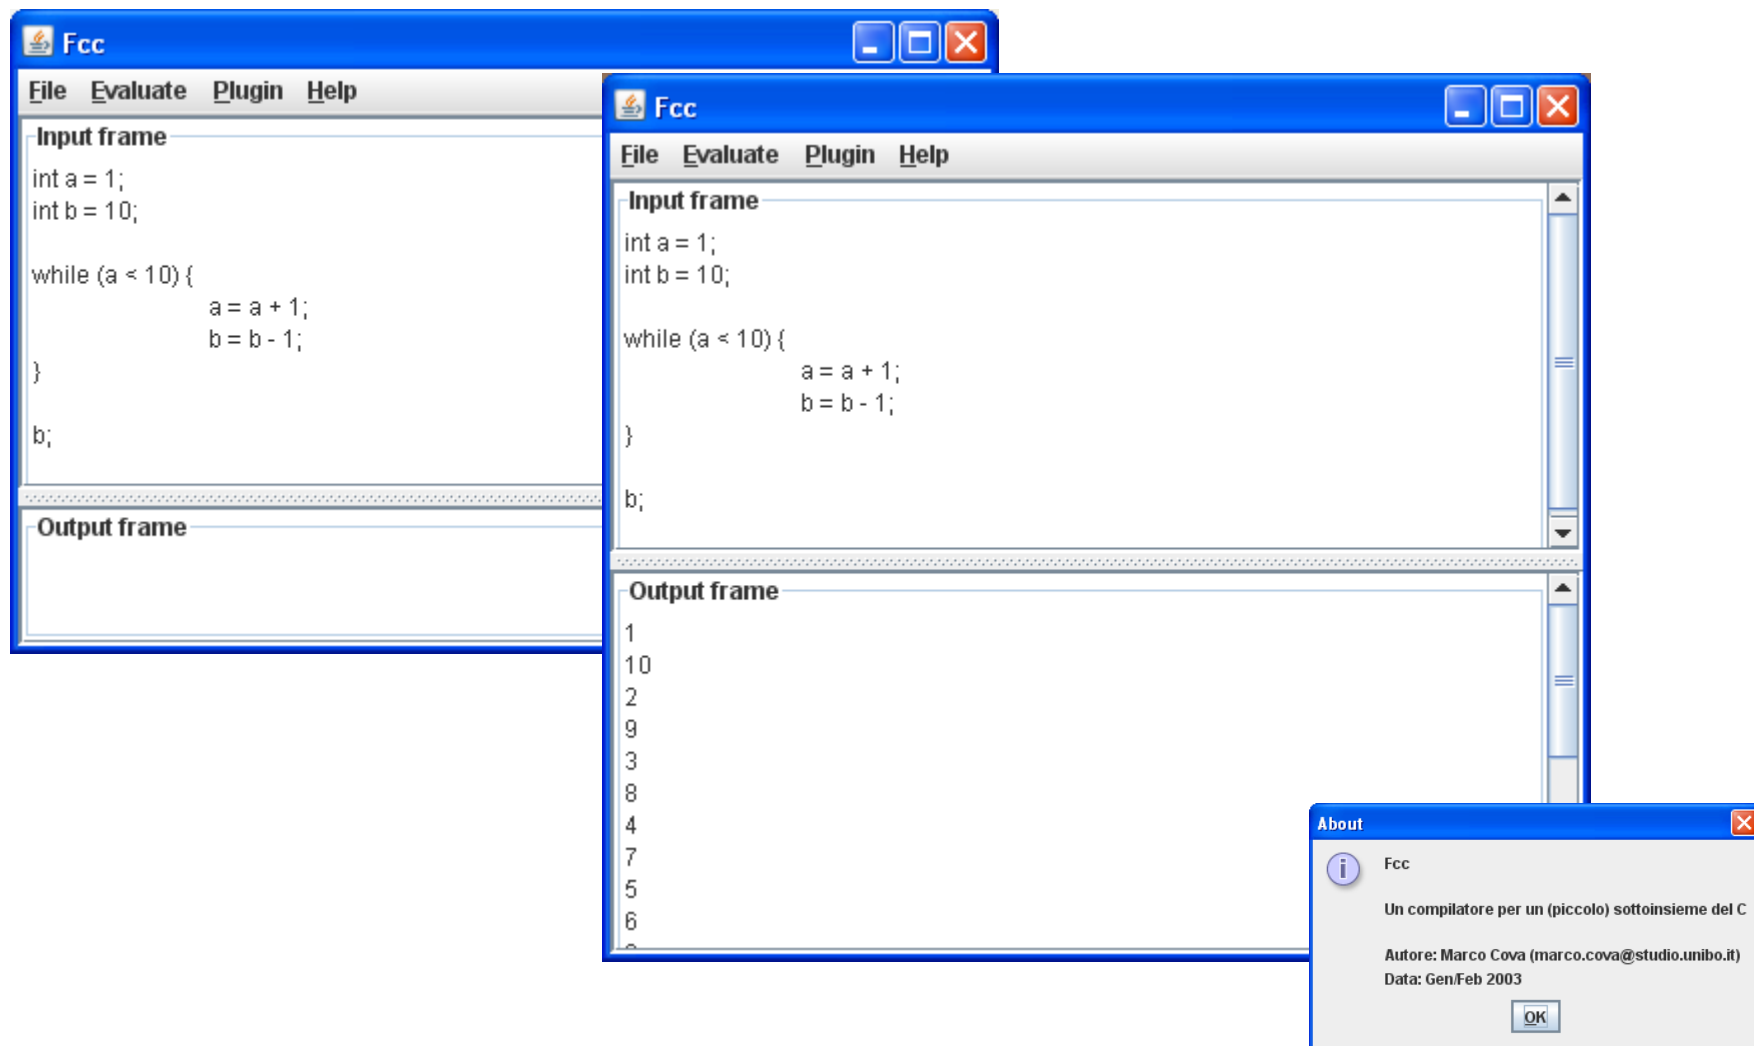 Fcc
File Evaluate Plugin Help
Input frame
int a = 1;
int b = 10;
while (a < 10) {
a = a + 1;
b = b - 1;
}
b;
Output frame
Fcc
File Evaluate Plugin Help
Input frame
int a = 1;
int b = 10;
while (a < 10) {
a = a + 1;
b = b - 1;
}
b;
Output frame
1
10
2
9
3
8
4
7
5
6
About
Fcc
Un compilatore per un (piccolo) sottoinsieme del C
Autore: Marco Cova (marco.cova@studio.unibo.it)
Data: Gen/Feb 2003
OK